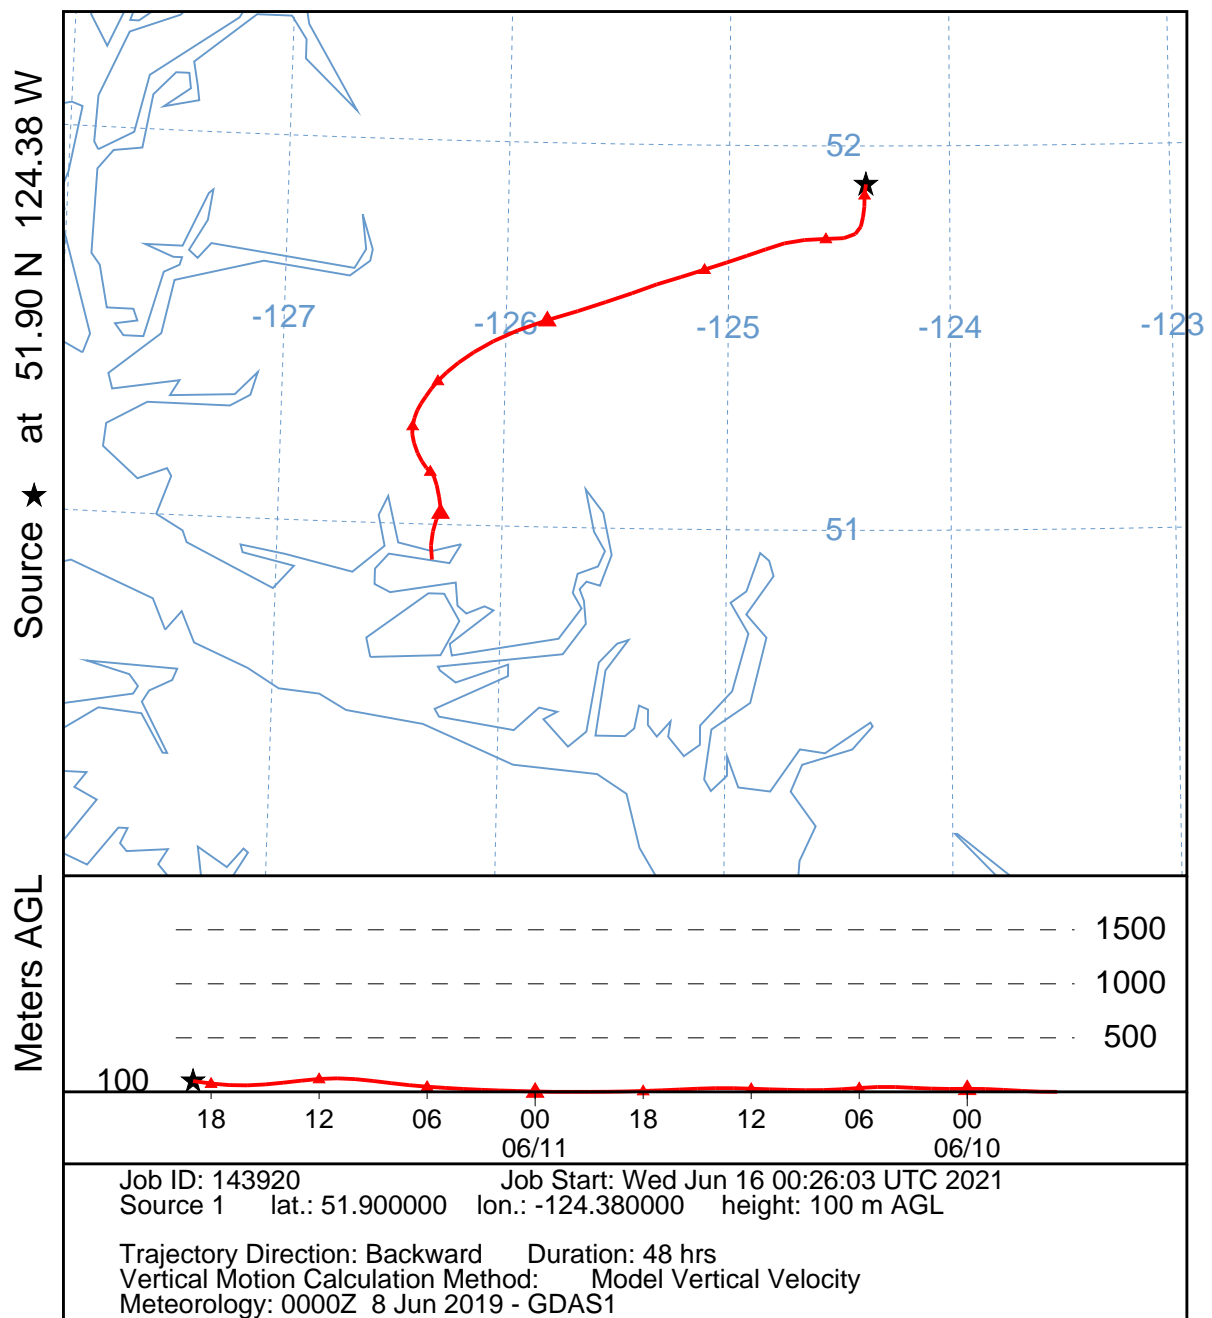 Source ★ at 51.90 N 124.38 W
52
-127
-126
-125
-124
-123
51
Meters AGL
1500
1000
500
100
18 12 06 00 18 12 06 00
06/11 06/10
Job ID: 143920 Job Start: Wed Jun 16 00:26:03 UTC 2021
Source 1 lat.: 51.900000 lon.: -124.380000 height: 100 m AGL
Trajectory Direction: Backward Duration: 48 hrs
Vertical Motion Calculation Method: Model Vertical Velocity
Meteorology: 0000Z 8 Jun 2019 - GDAS1